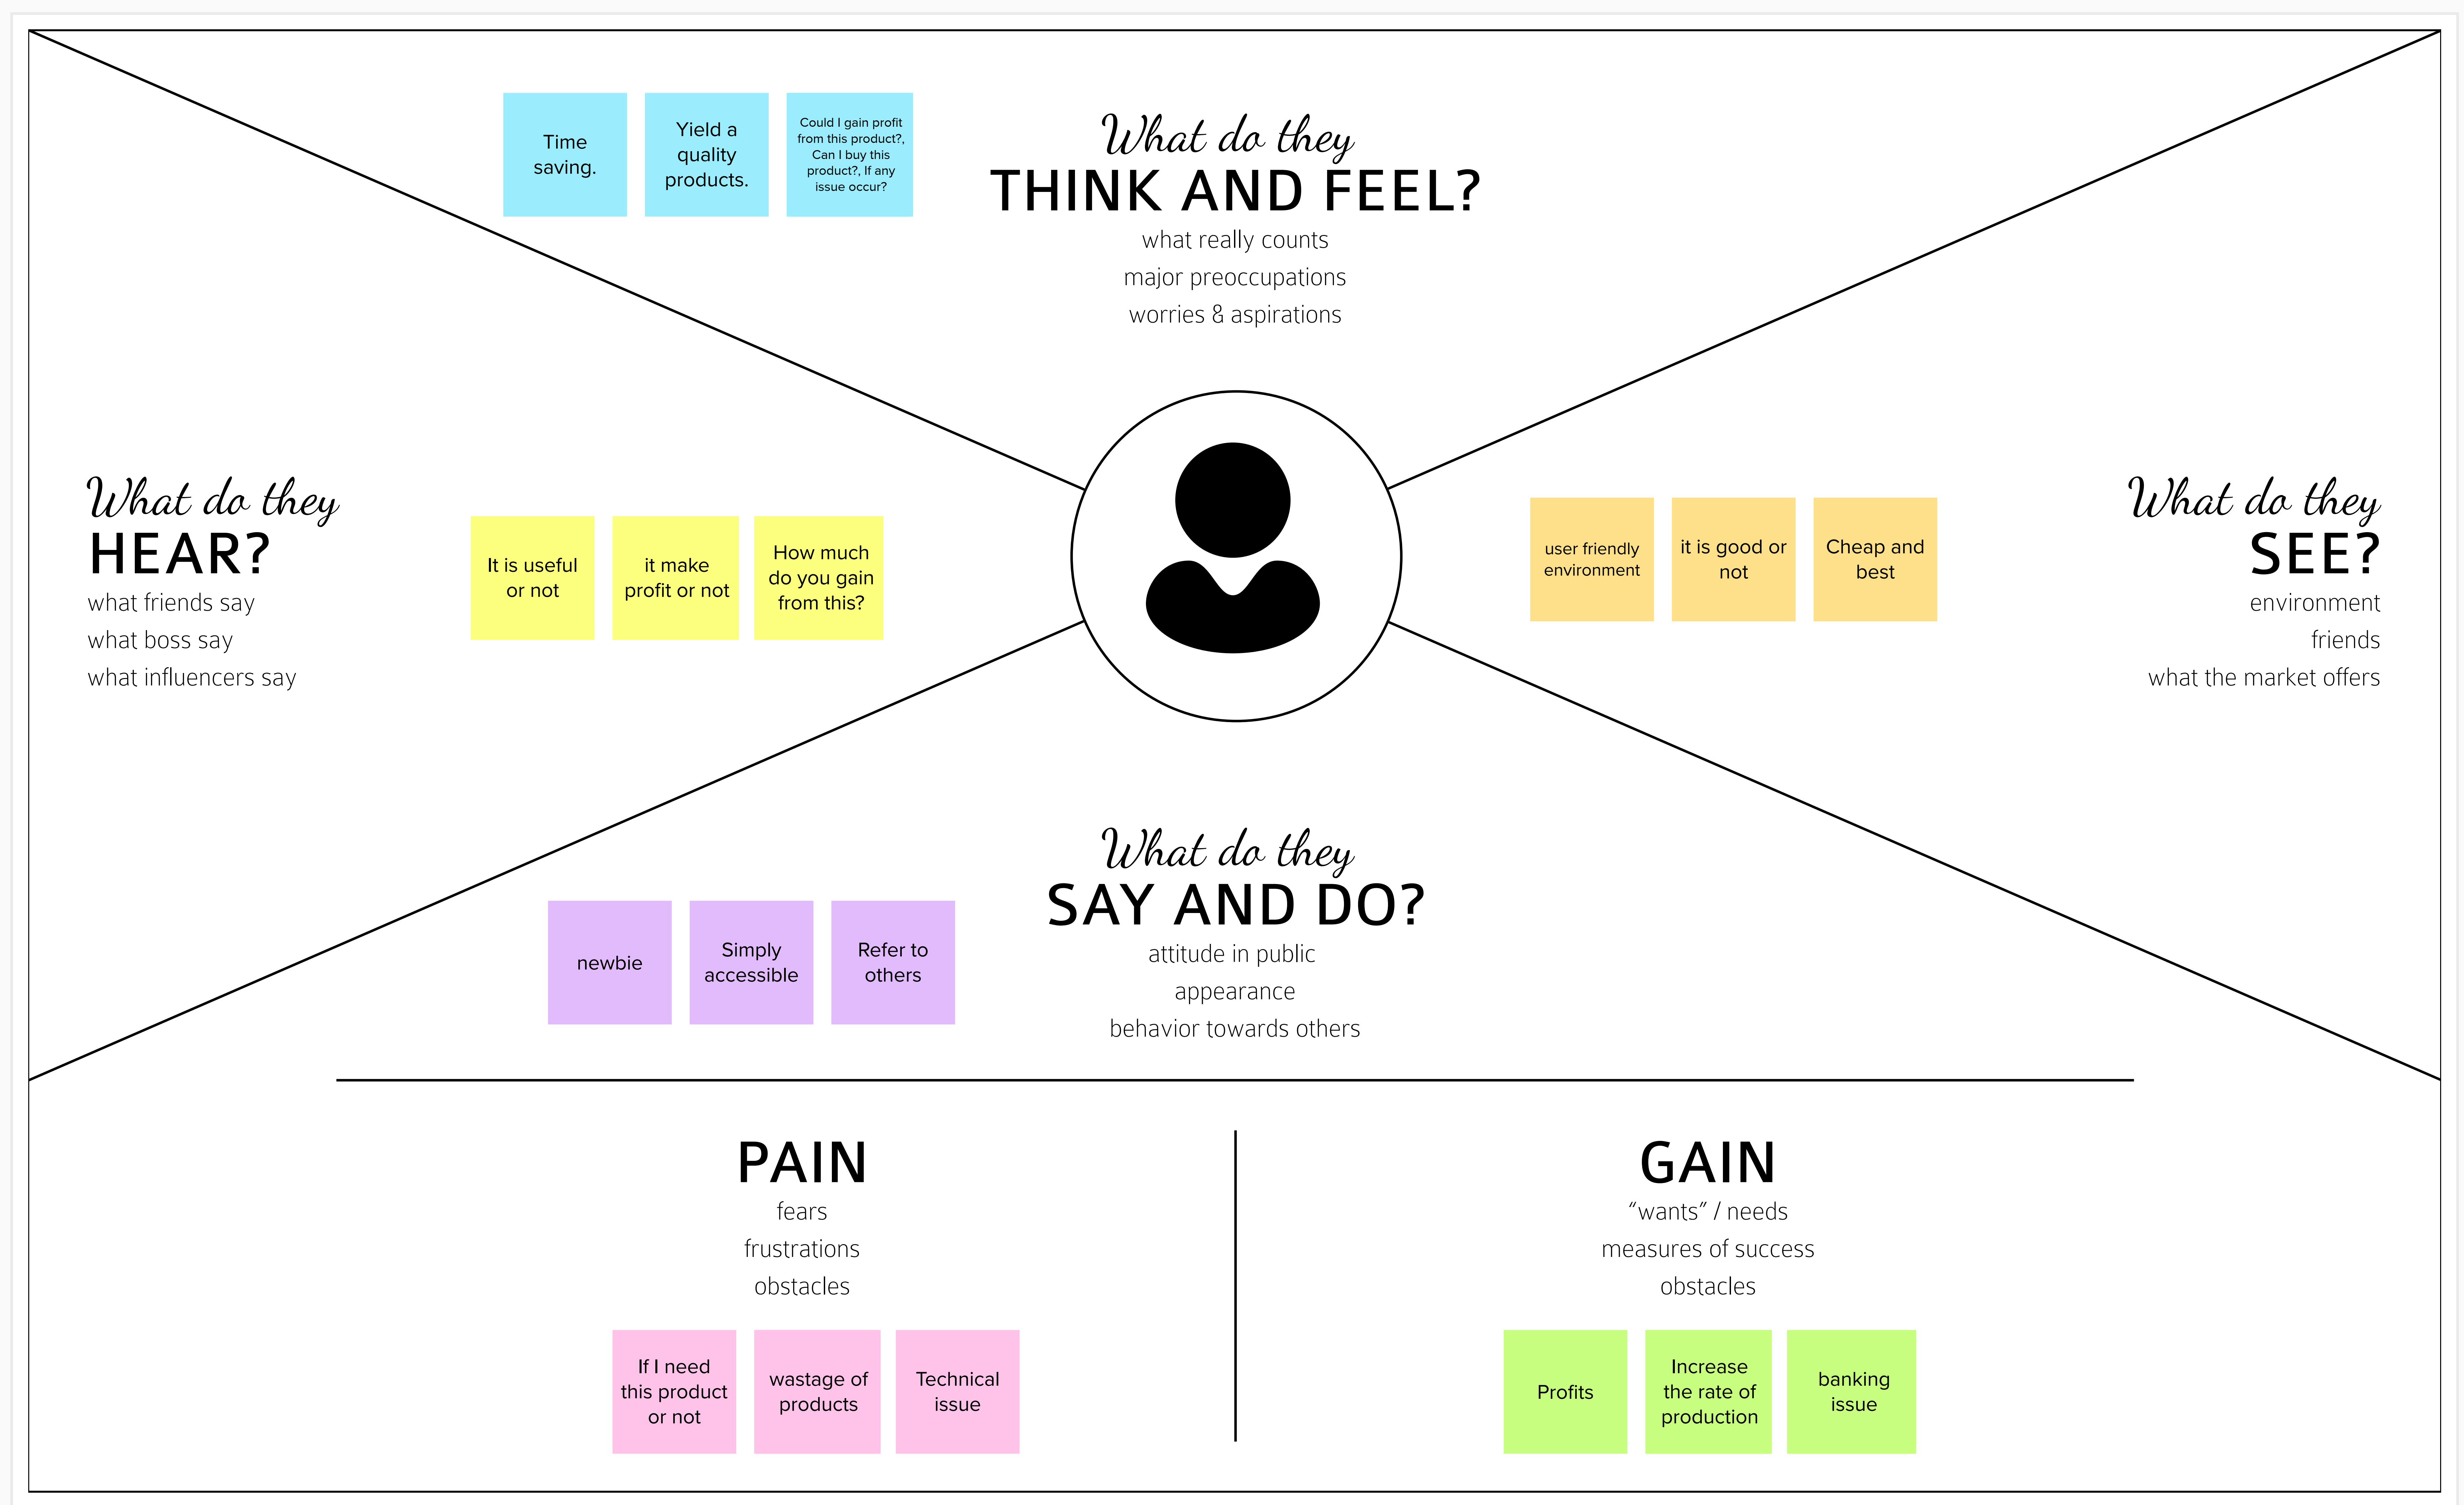 Time
saving.
Yield a
quality
products.
Could I gain profit
from this product?,
Can I buy this
product?, If any
issue occur?
What do they
THINK AND FEEL?
what really counts
major preoccupations
worries & aspirations
What do they
HEAR?
what friends say
what boss say
what influencers say
It is useful
or not
it make
profit or not
How much
do you gain
from this?
user friendly
environment
it is good or
not
Cheap and
best
What do they
SEE?
environment
friends
what the market offers
What do they
SAY AND DO?
attitude in public
appearance
behavior towards others
newbie
Simply
accessible
Refer to
others
PAIN
fears
frustrations
obstacles
If I need
this product
or not
wastage of
products
Technical
issue
GAIN
“wants” / needs
measures of success
obstacles
Profits
Increase
the rate of
production
banking
issue